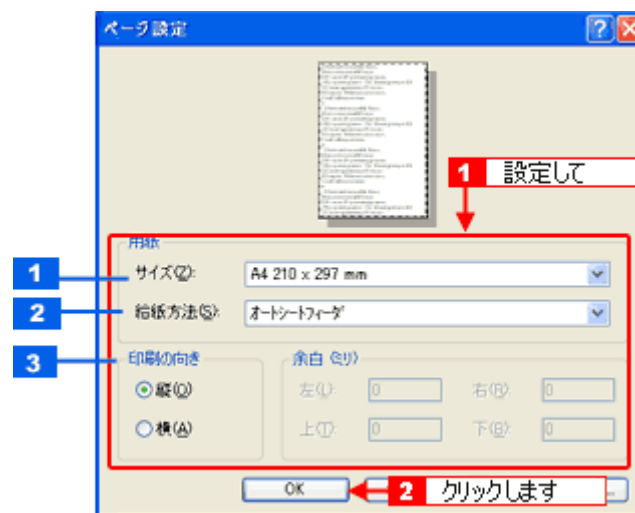 ページ設定
1 設定して
用紙
1
サイズ(Z):
A4 210 x 297 mm
2
給紙方法(S):
オートシートフィーダ
3
印刷の向き
余白 (ミリ)
縦(O)
左(L):
0
右(R):
0
横(A)
上(T):
0
下(B):
0
OK
2 クリックします